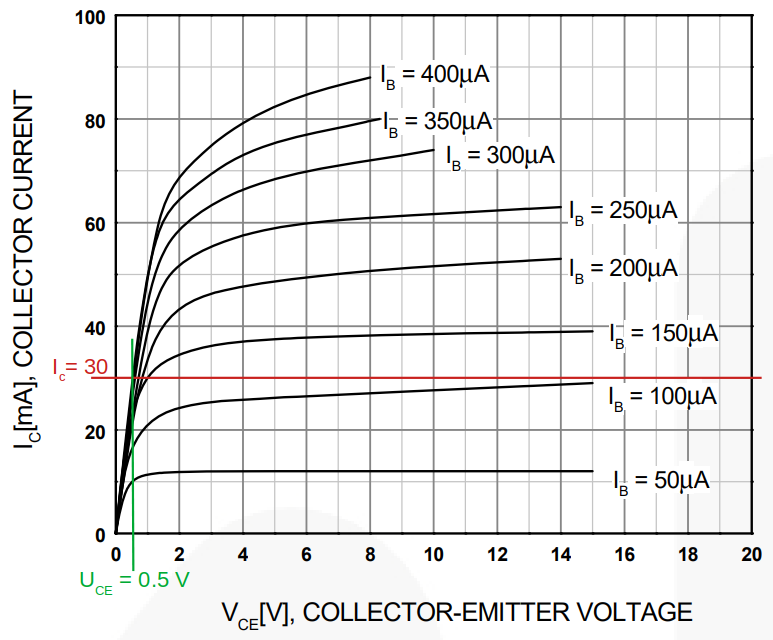 100
I_B = 400µA
80
I_B = 350µA
I_B = 300µA
60
I_B = 250µA
I_B = 200µA
40
I_B = 150µA
I_c = 30
I_B = 100µA
20
I_B = 50µA
0
0 2 4 6 8 10 12 14 16 18 20
U_CE = 0.5 V
V_CE[V], COLLECTOR-EMITTER VOLTAGE
I_C[mA], COLLECTOR CURRENT